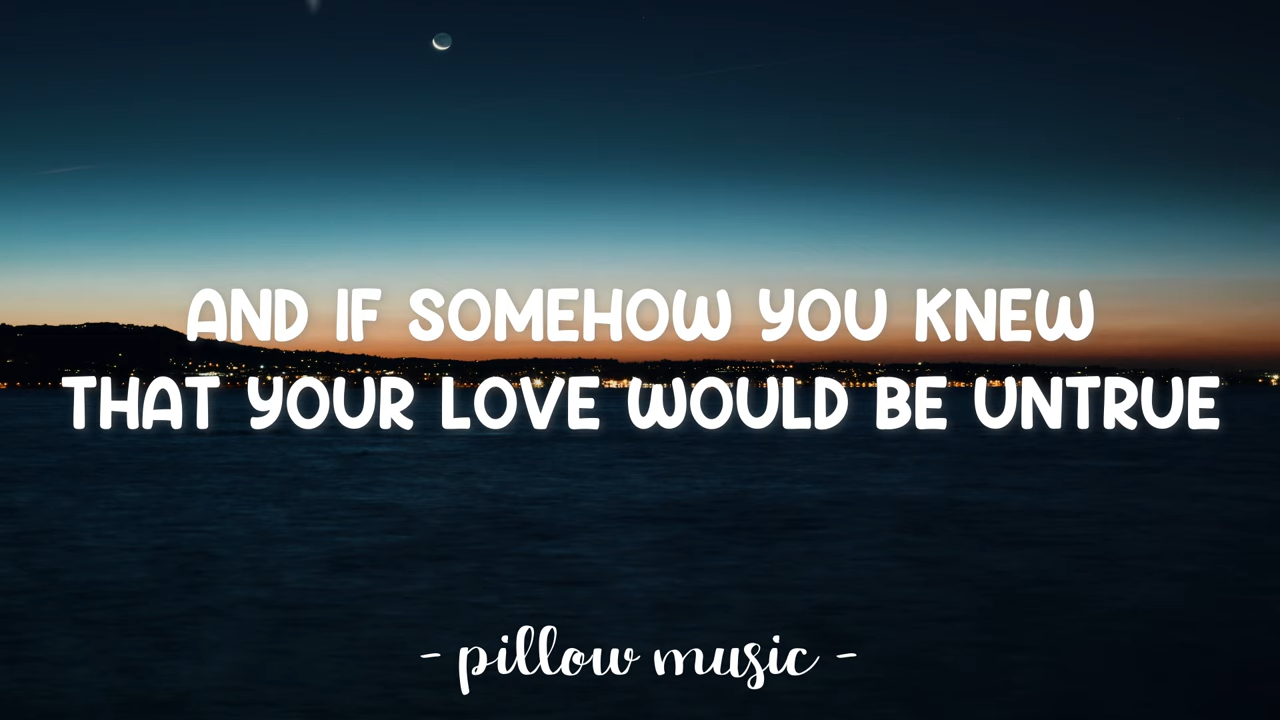 AND IF SOMEHOW YOU KNEW
THAT YOUR LOVE WOULD BE UNTRUE
- pillow music -